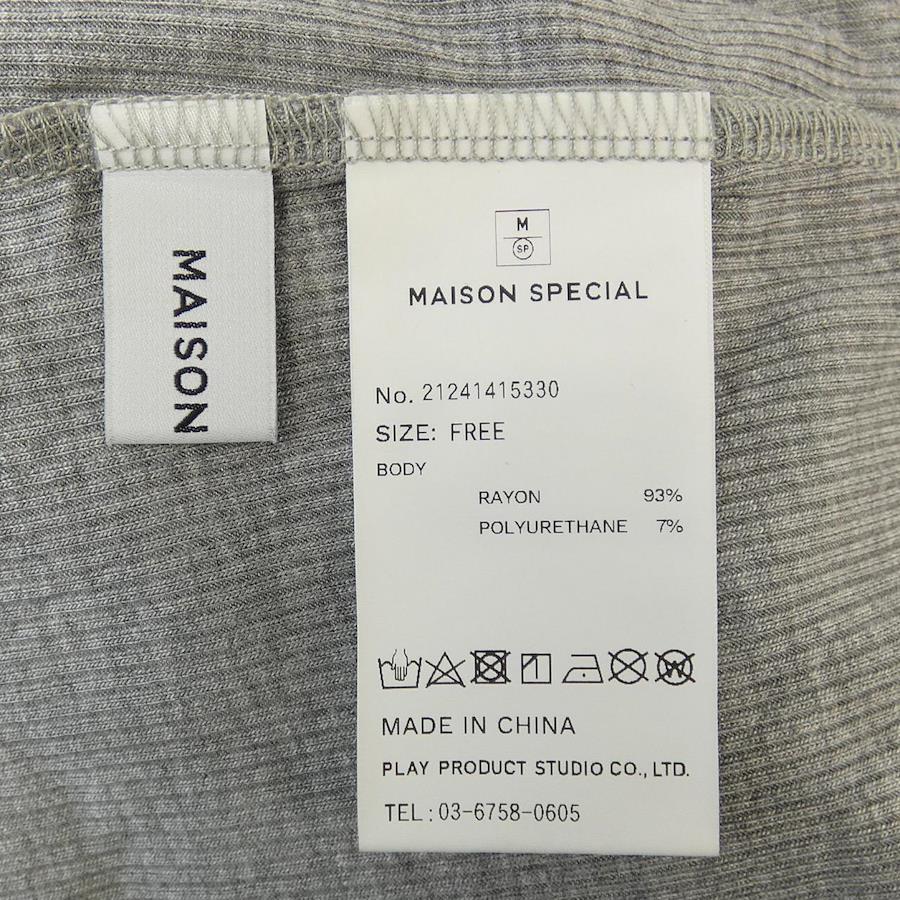 MAISON
M
SP
MAISON SPECIAL
No. 21241415330
SIZE: FREE
BODY
RAYON 93%
POLYURETHANE 7%
W
MADE IN CHINA
PLAY PRODUCT STUDIO CO., LTD.
TEL : 03-6758-0605